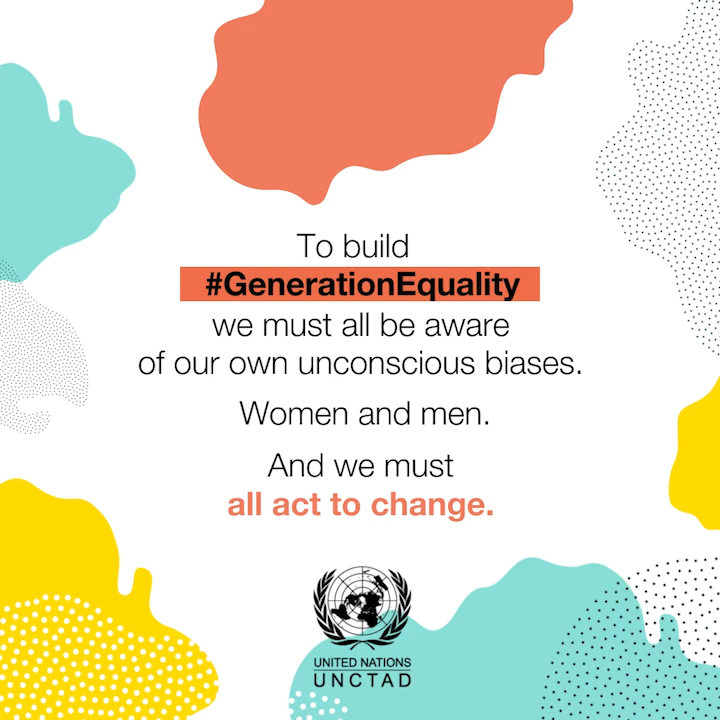 To build
#GenerationEquality
we must all be aware
of our own unconscious biases.
Women and men.
And we must
all act to change.
UNITED NATIONS
UNCTAD